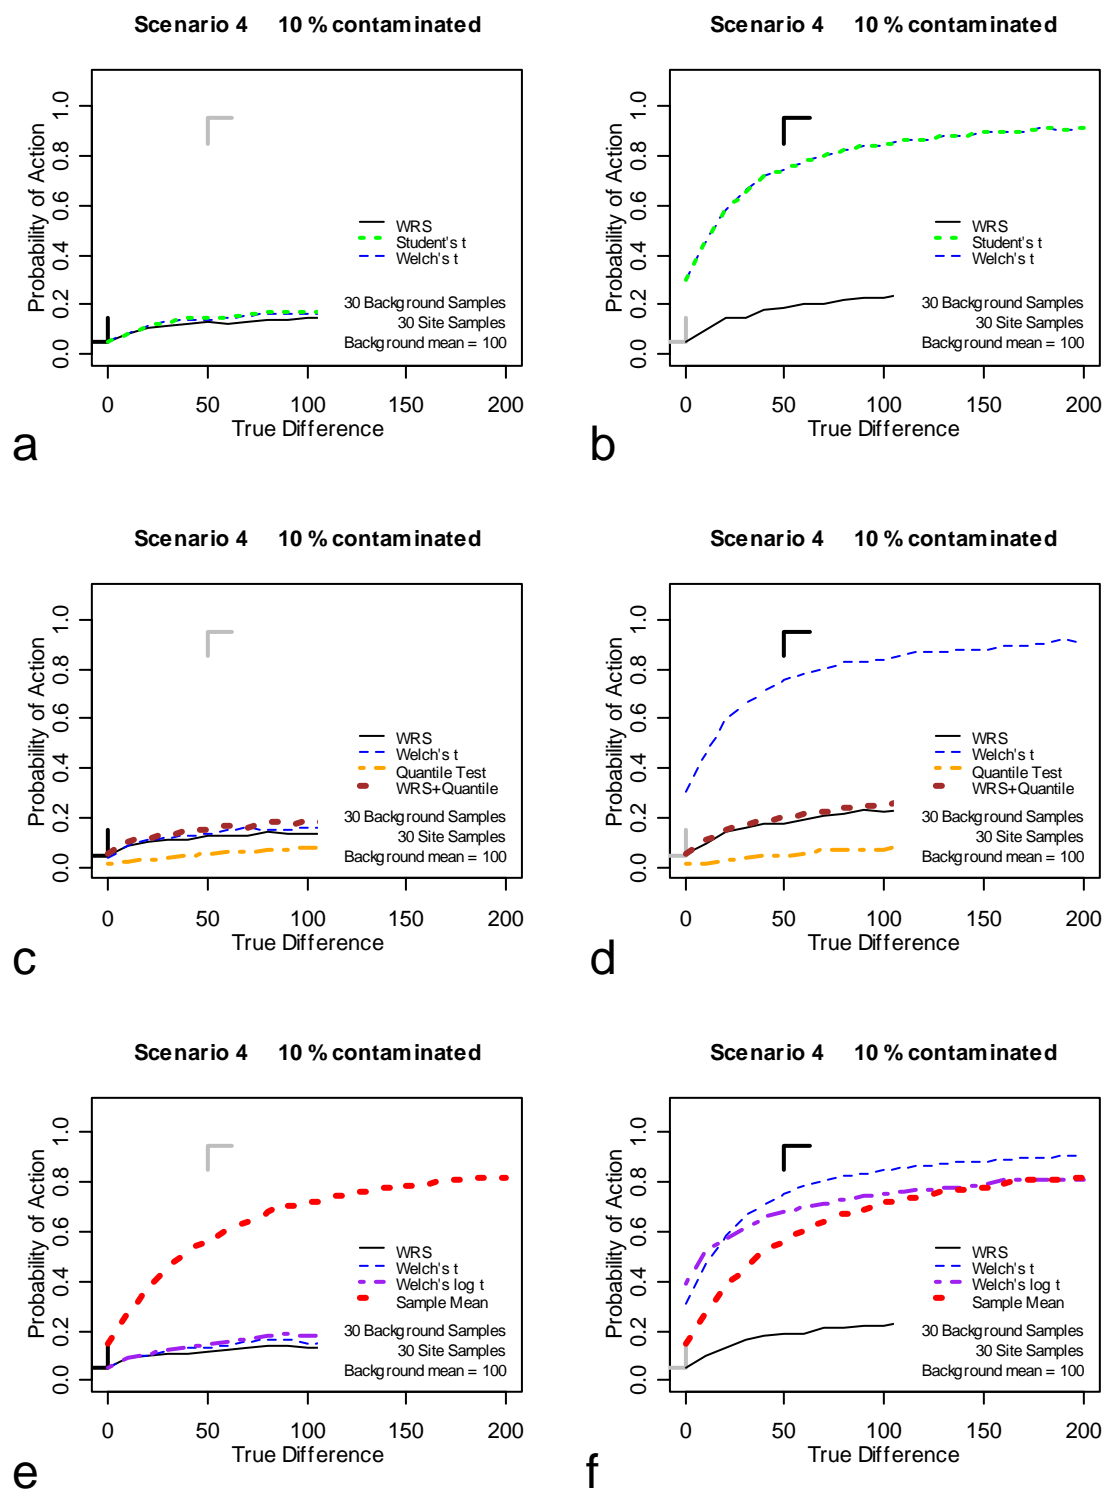 Scenario 4 10 % contaminated
Probability of Action
1.0
0.8
0.6
0.4
0.2
0.0
WRS
Student's t
Welch's t
30 Background Samples
30 Site Samples
Background mean = 100
0 50 100 150 200
True Difference
a
Scenario 4 10 % contaminated
Probability of Action
1.0
0.8
0.6
0.4
0.2
0.0
WRS
Student's t
Welch's t
30 Background Samples
30 Site Samples
Background mean = 100
0 50 100 150 200
True Difference
b
Scenario 4 10 % contaminated
Probability of Action
1.0
0.8
0.6
0.4
0.2
0.0
WRS
Welch's t
Quantile Test
WRS+Quantile
30 Background Samples
30 Site Samples
Background mean = 100
0 50 100 150 200
True Difference
c
Scenario 4 10 % contaminated
Probability of Action
1.0
0.8
0.6
0.4
0.2
0.0
WRS
Welch's t
Quantile Test
WRS+Quantile
30 Background Samples
30 Site Samples
Background mean = 100
0 50 100 150 200
True Difference
d
Scenario 4 10 % contaminated
Probability of Action
1.0
0.8
0.6
0.4
0.2
0.0
WRS
Welch's t
Welch's log t
Sample Mean
30 Background Samples
30 Site Samples
Background mean = 100
0 50 100 150 200
True Difference
e
Scenario 4 10 % contaminated
Probability of Action
1.0
0.8
0.6
0.4
0.2
0.0
WRS
Welch's t
Welch's log t
Sample Mean
30 Background Samples
30 Site Samples
Background mean = 100
0 50 100 150 200
True Difference
f